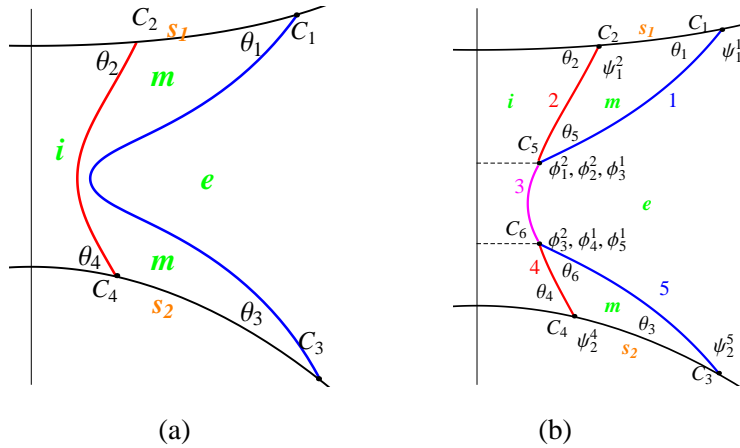 C₂ s₁ C₁
θ₁
θ₂ m
i e
θ₄ m
C₄ s₂ θ₃
C₃
(a)
s₁ C₁
C₂
θ₂ ψ₁² θ₁ ψ₁¹
i 2 m 1
C₅ θ₅
ϕ₁², ϕ₂², ϕ₃¹
3
e
C₆
ϕ₃², ϕ₄¹, ϕ₅¹
4 θ₆ 5
θ₄ m
C₄ ψ₂⁴ θ₃
s₂ ψ₂⁵
C₃
(b)